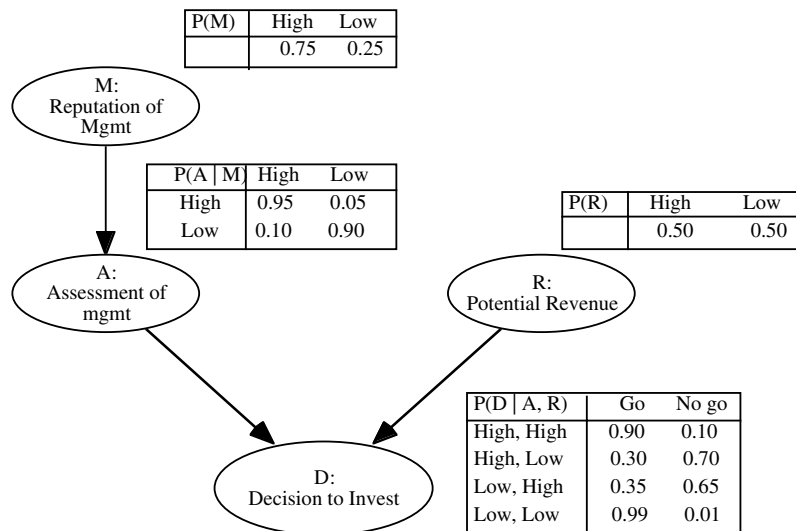 P(M) High Low
0.75 0.25
M:
Reputation of
Mgmt
P(A | M) High Low
High 0.95 0.05
Low 0.10 0.90
P(R) High Low
0.50 0.50
A:
Assessment of
mgmt
R:
Potential Revenue
P(D | A, R) Go No go
High, High 0.90 0.10
High, Low 0.30 0.70
Low, High 0.35 0.65
Low, Low 0.99 0.01
D:
Decision to Invest